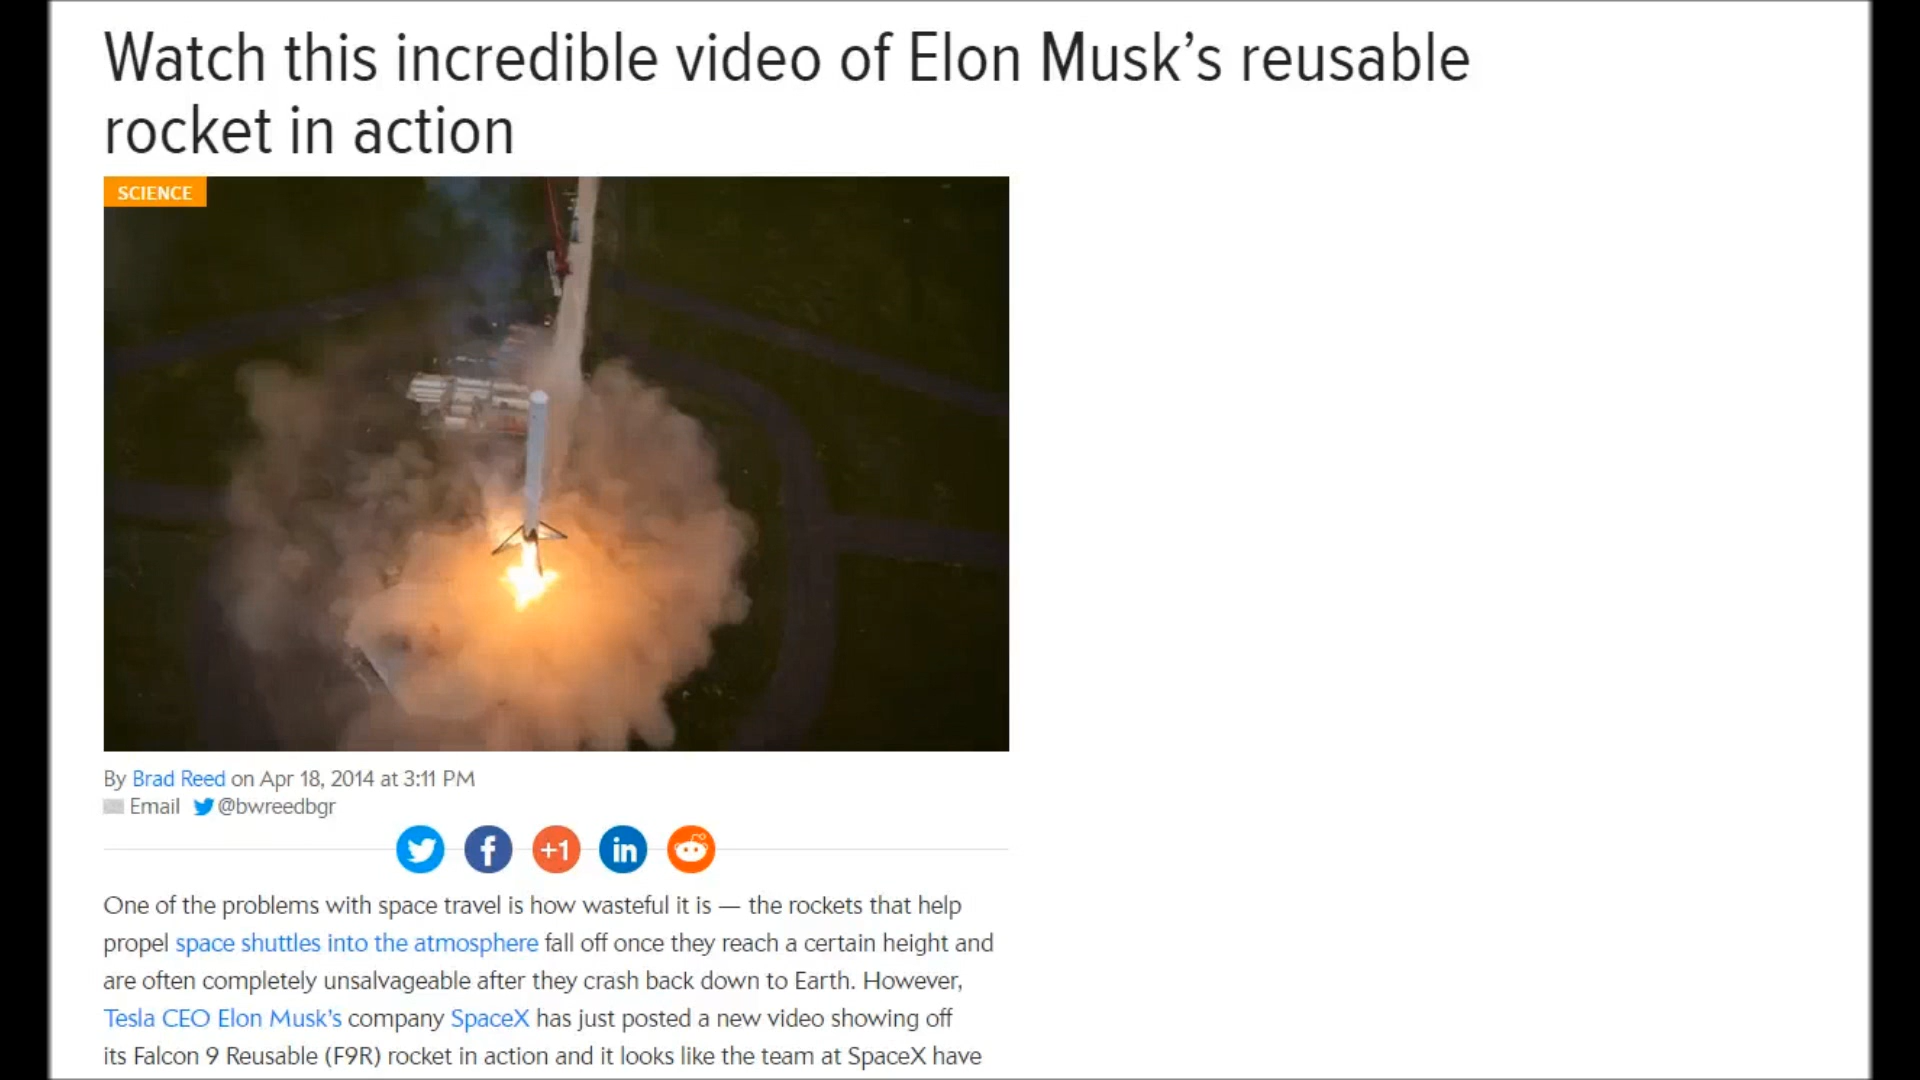 Watch this incredible video of Elon Musk’s reusable
rocket in action
SCIENCE
By Brad Reed on Apr 18, 2014 at 3:11 PM
Email @bwreedbgr
+1
in
One of the problems with space travel is how wasteful it is — the rockets that help
propel space shuttles into the atmosphere fall off once they reach a certain height and
are often completely unsalvageable after they crash back down to Earth. However,
Tesla CEO Elon Musk’s company SpaceX has just posted a new video showing off
its Falcon 9 Reusable (F9R) rocket in action and it looks like the team at SpaceX have